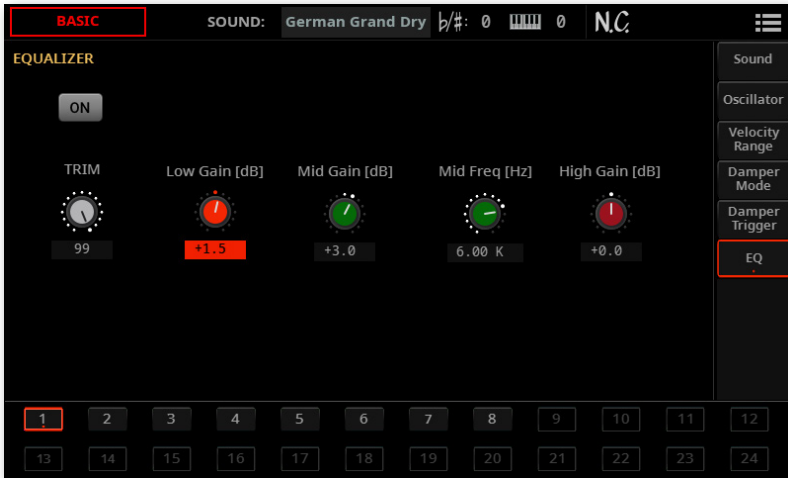 BASIC SOUND: German Grand Dry ♭/♯: 0 0 N.C.
EQUALIZER
ON
TRIM Low Gain [dB] Mid Gain [dB] Mid Freq [Hz] High Gain [dB]
99 +1.5 +3.0 6.00 K +0.0
Sound
Oscillator
Velocity
Range
Damper
Mode
Damper
Trigger
EQ
1 2 3 4 5 6 7 8 9 10 11 12
13 14 15 16 17 18 19 20 21 22 23 24